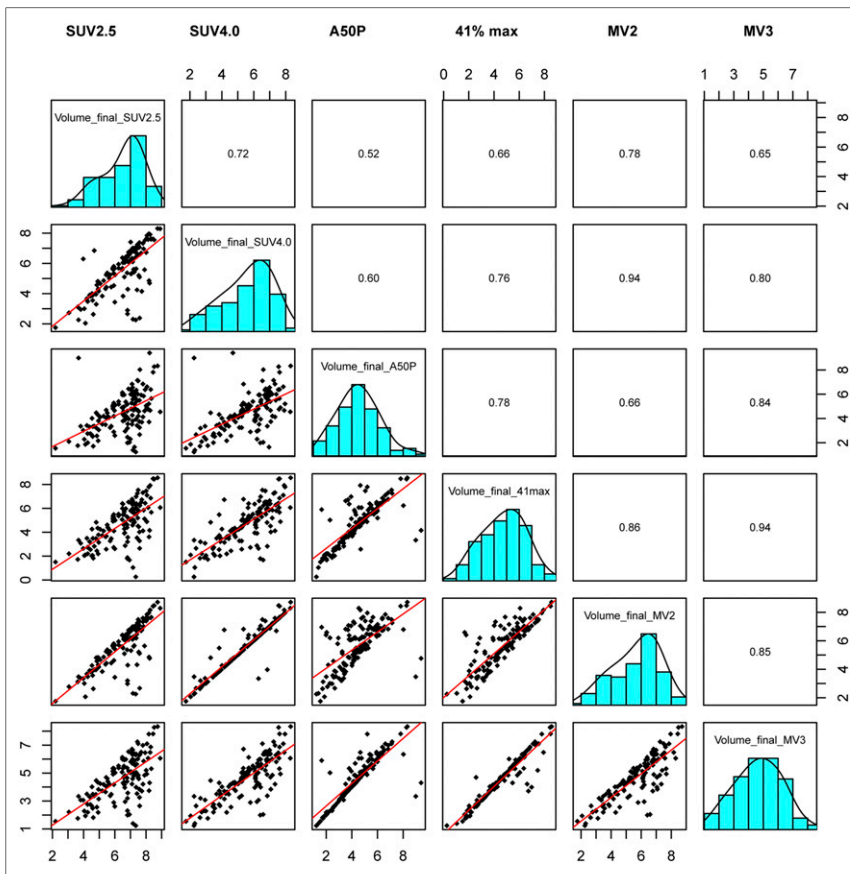 SUV2.5 SUV4.0 A50P 41% max MV2 MV3
2 4 6 8 0 2 4 6 8 1 3 5 7
Volume_final_SUV2.5 0.72 0.52 0.66 0.78 0.65 2 4 6 8
2 4 6 8 Volume_final_SUV4.0 0.60 0.76 0.94 0.80
Volume_final_A50P 0.78 0.66 0.84 2 4 6 8
0 2 4 6 8 Volume_final_41max 0.86 0.94
Volume_final_MV2 0.85 2 4 6 8
1 3 5 7 Volume_final_MV3
2 4 6 8 2 4 6 8 2 4 6 8